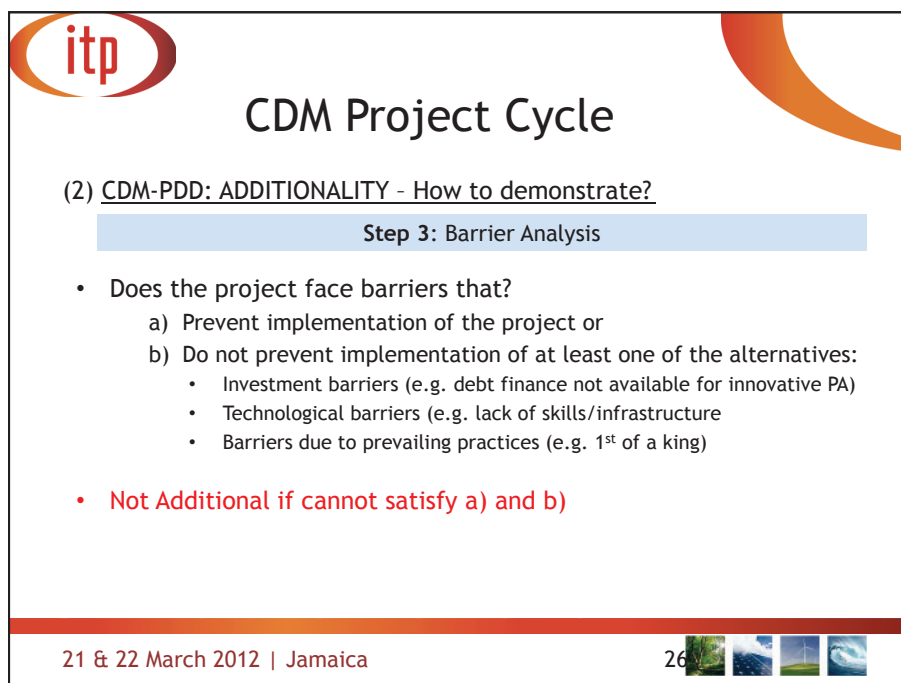 itp
CDM Project Cycle
(2) CDM-PDD: ADDITIONALITY – How to demonstrate?
Step 3: Barrier Analysis
• Does the project face barriers that?
a) Prevent implementation of the project or
b) Do not prevent implementation of at least one of the alternatives:
• Investment barriers (e.g. debt finance not available for innovative PA)
• Technological barriers (e.g. lack of skills/infrastructure
• Barriers due to prevailing practices (e.g. 1st of a king)
• Not Additional if cannot satisfy a) and b)
21 & 22 March 2012 | Jamaica
26